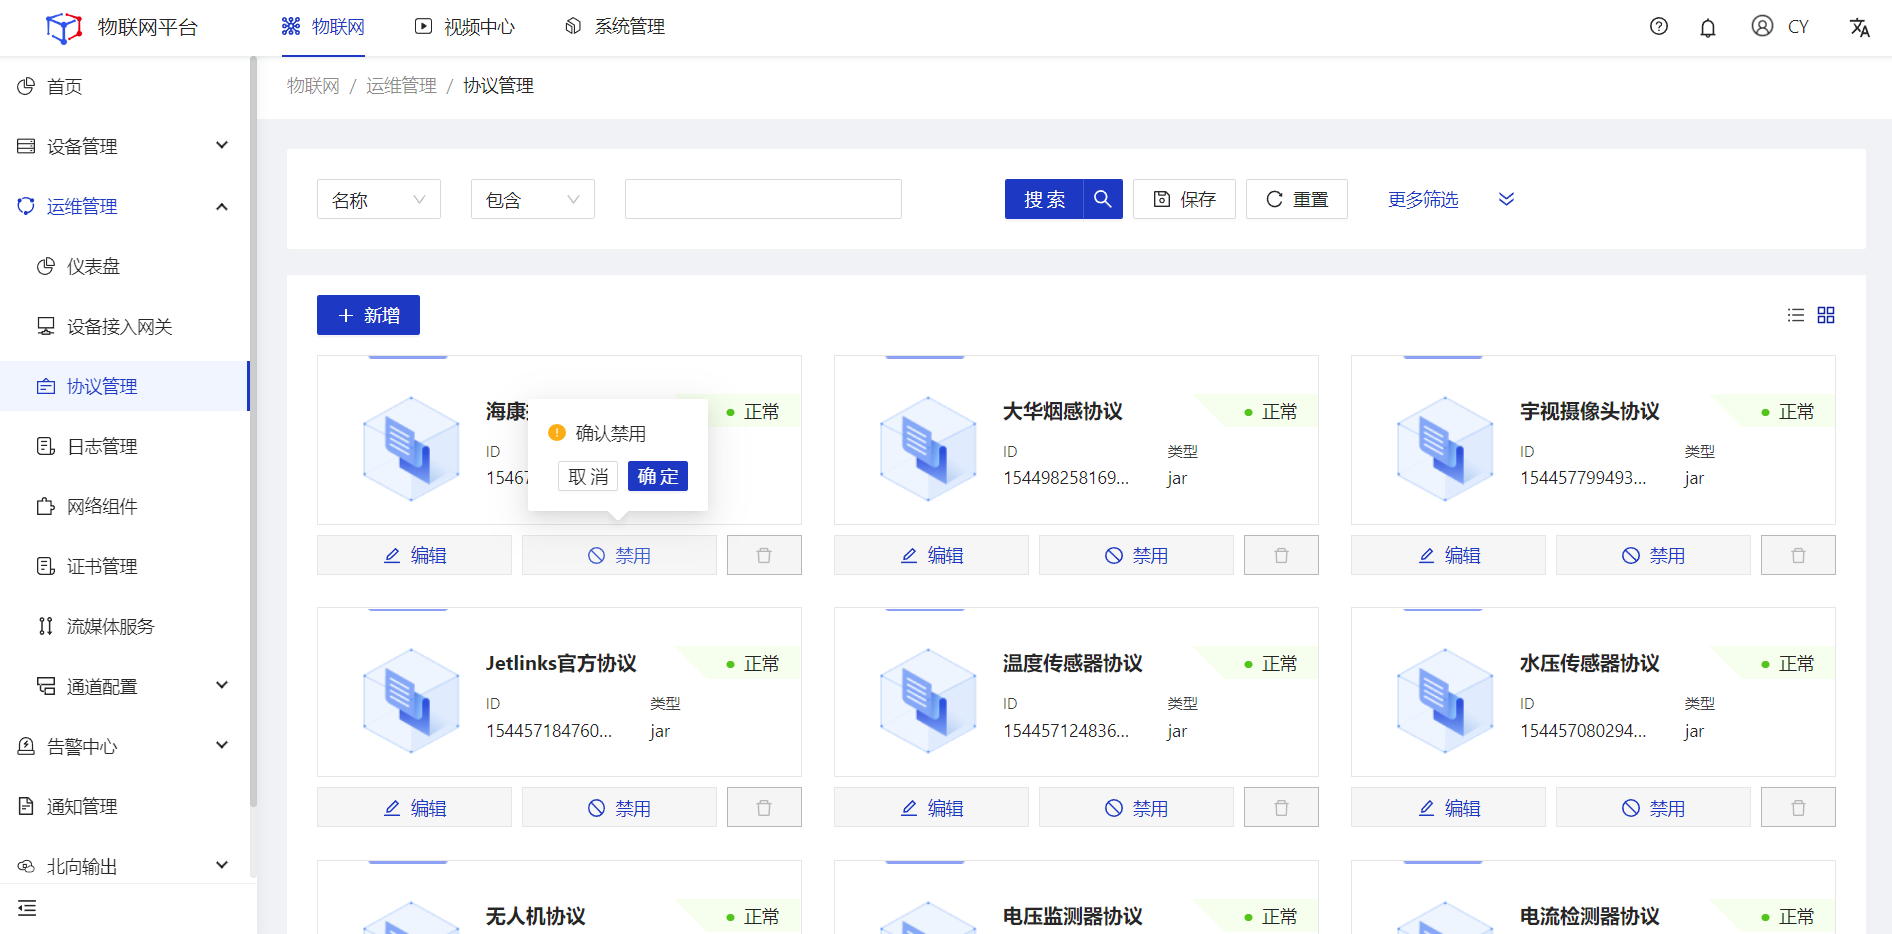 物联网平台
物联网
视频中心
系统管理
CY
首页
设备管理
运维管理
仪表盘
设备接入网关
协议管理
日志管理
网络组件
证书管理
流媒体服务
通道配置
告警中心
通知管理
北向输出
物联网 / 运维管理 / 协议管理
名称
包含
搜索
保存
重置
更多筛选
新增
海康
正常
ID
15467
确认禁用
取消
确定
编辑
禁用
大华烟感协议
正常
ID
类型
154498258169...
jar
编辑
禁用
宇视摄像头协议
正常
ID
类型
154457799493...
jar
编辑
禁用
Jetlinks官方协议
正常
ID
类型
154457184760...
jar
编辑
禁用
温度传感器协议
正常
ID
类型
154457124836...
jar
编辑
禁用
水压传感器协议
正常
ID
类型
154457080294...
jar
编辑
禁用
无人机协议
正常
电压监测器协议
正常
电流检测器协议
正常